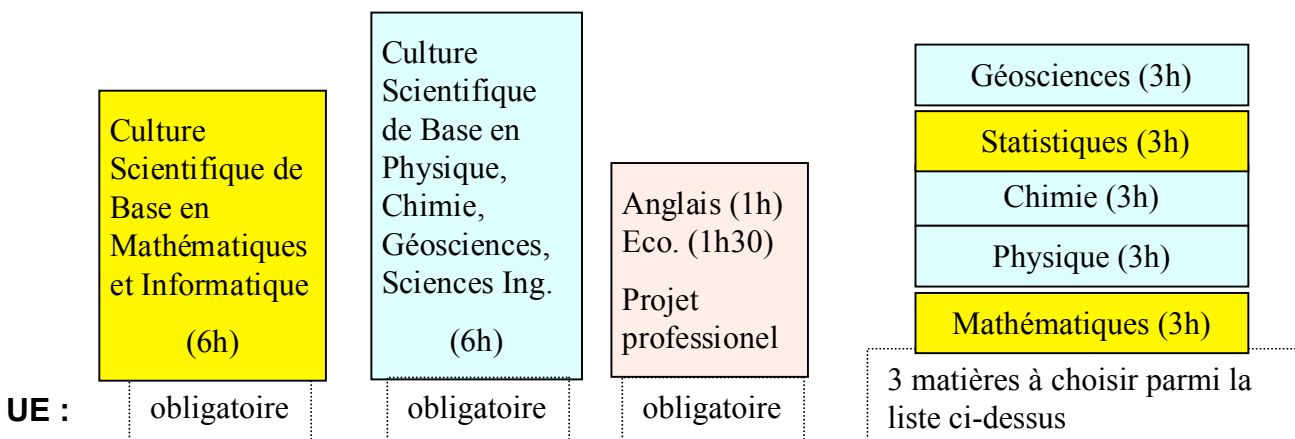 Culture
Scientifique de
Base en
Mathématiques
et Informatique
(6h)
Culture
Scientifique
de Base en
Physique,
Chimie,
Géosciences,
Sciences Ing.
(6h)
Anglais (1h)
Eco. (1h30)
Projet
professionel
Géosciences (3h)
Statistiques (3h)
Chimie (3h)
Physique (3h)
Mathématiques (3h)
UE :
obligatoire
obligatoire
obligatoire
3 matières à choisir parmi la
liste ci-dessus